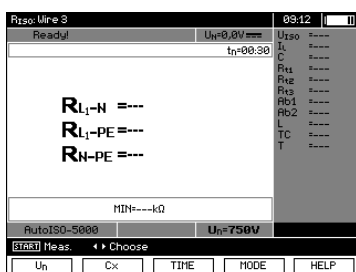 RISO: Wire 3 09:12
Ready! UN=0,0V
tn=00:30
RL1-N =---
RL1-PE =---
RN-PE =---
MIN=---kΩ
AutoISO-5000 Un=750V
UISO =---
IL =---
C =---
Rt1 =---
Rt2 =---
Rt3 =---
Ab1 =---
Ab2 =---
L =---
TC =---
T =---
START Meas. Choose
Un Cx TIME MODE HELP